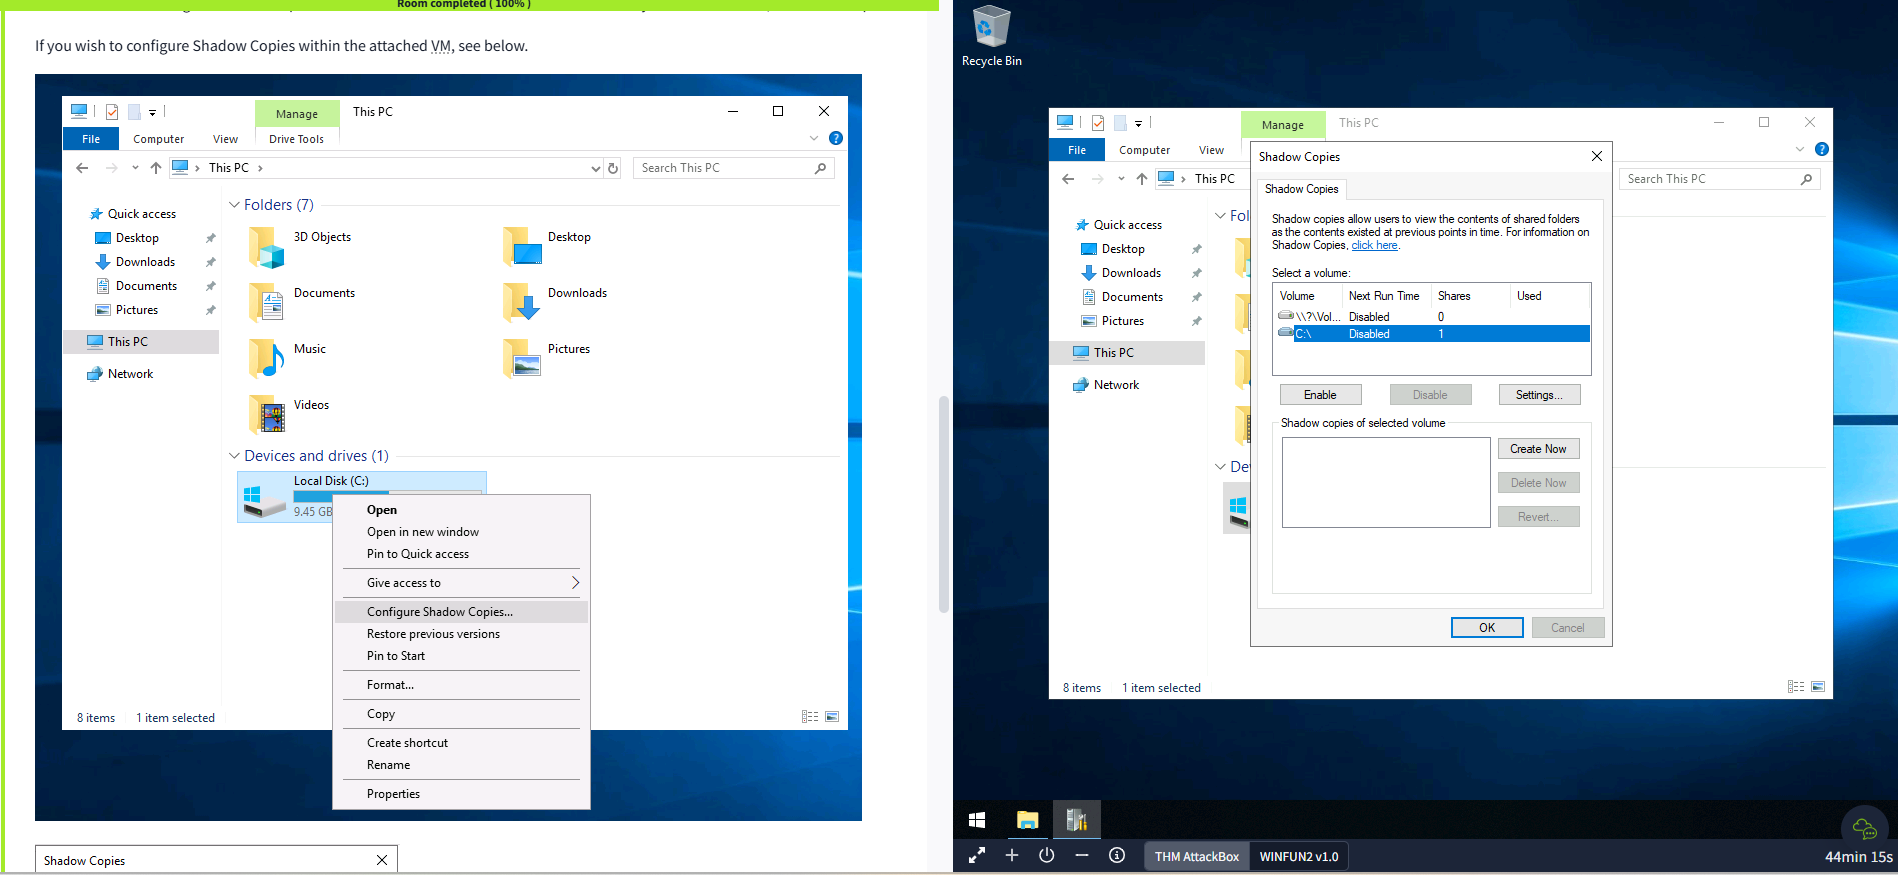 Room completed ( 100% )
If you wish to configure Shadow Copies within the attached VM, see below.
Manage
This PC
File
Computer
View
Drive Tools
This PC
Search This PC
Quick access
Desktop
Downloads
Documents
Pictures
This PC
Network
Folders (7)
3D Objects
Desktop
Documents
Downloads
Music
Pictures
Videos
Devices and drives (1)
Local Disk (C:)
9.45 GB
Open
Open in new window
Pin to Quick access
Give access to
Configure Shadow Copies...
Restore previous versions
Pin to Start
Format...
Copy
Create shortcut
Rename
Properties
8 items
1 item selected
Shadow Copies
Recycle Bin
Manage
This PC
File
Computer
View
This PC
Search This PC
Quick access
Desktop
Downloads
Documents
Pictures
This PC
Network
Fol
De
Shadow Copies
Shadow Copies
Shadow copies allow users to view the contents of shared folders
as the contents existed at previous points in time. For information on
Shadow Copies, click here.
Select a volume:
Volume Next Run Time Shares Used
\\?\Vol... Disabled 0
C:\ Disabled 1
Enable
Disable
Settings...
Shadow copies of selected volume
Create Now
Delete Now
Revert...
OK
Cancel
8 items
1 item selected
THM AttackBox
WINFUN2 v1.0
44min 15s